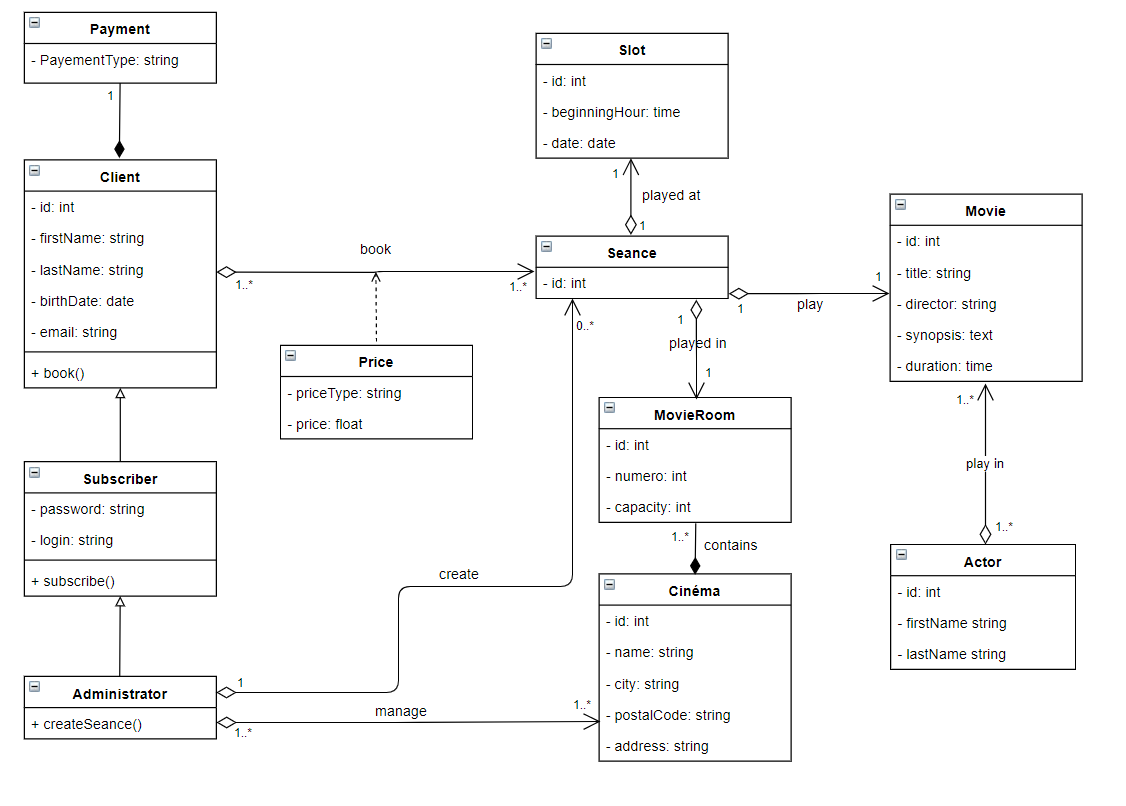 Payment
- PayementType: string
1
Client
- id: int
- firstName: string
- lastName: string
- birthDate: date
- email: string
+ book()
1..*
book
1..*
Price
- priceType: string
- price: float
Subscriber
- password: string
- login: string
+ subscribe()
Administrator
+ createSeance()
1
create
0..*
1..*
manage
1..*
Slot
- id: int
- beginningHour: time
- date: date
1
played at
1
Seance
- id: int
1
play
1
1
played in
1
MovieRoom
- id: int
- numero: int
- capacity: int
1..*
contains
Cinéma
- id: int
- name: string
- city: string
- postalCode: string
- address: string
Movie
- id: int
- title: string
- director: string
- synopsis: text
- duration: time
1..*
play in
1..*
Actor
- id: int
- firstName string
- lastName string